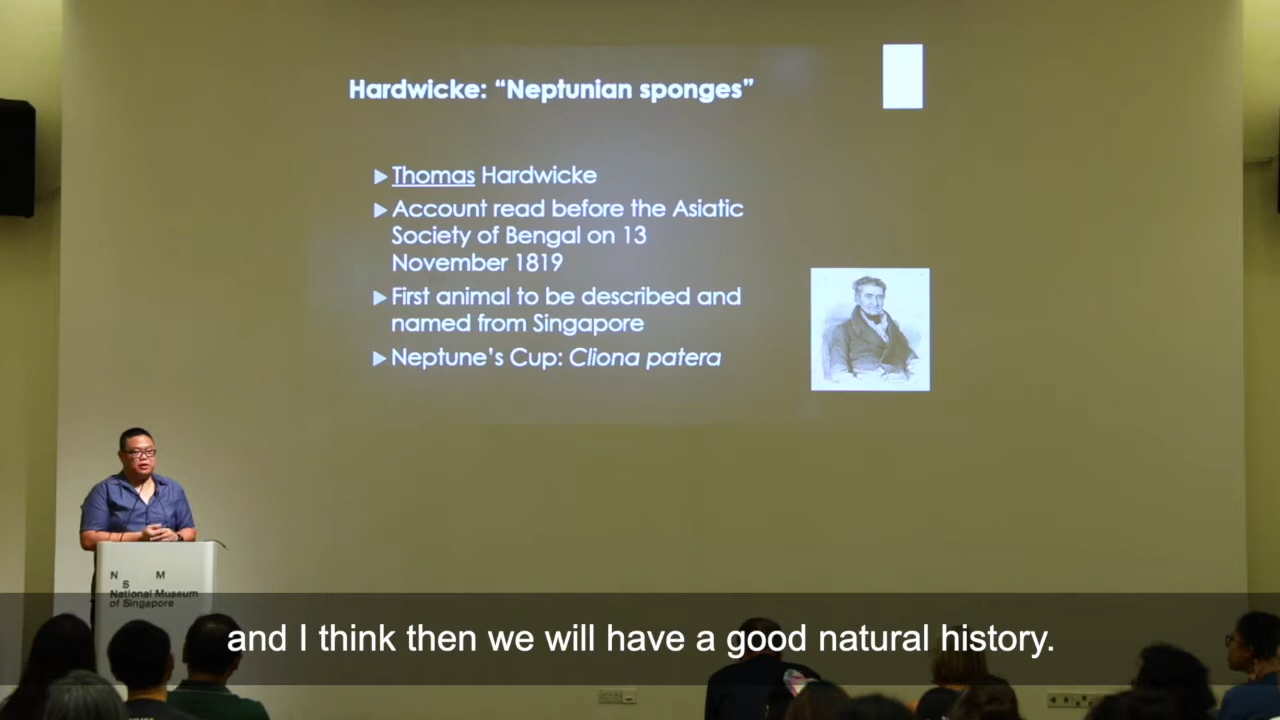 Hardwicke: “Neptunian sponges”
Thomas Hardwicke
Account read before the Asiatic
Society of Bengal on 13
November 1819
First animal to be described and
named from Singapore
Neptune’s Cup: Cliona patera
N M
S
National Museum
of Singapore
and I think then we will have a good natural history.